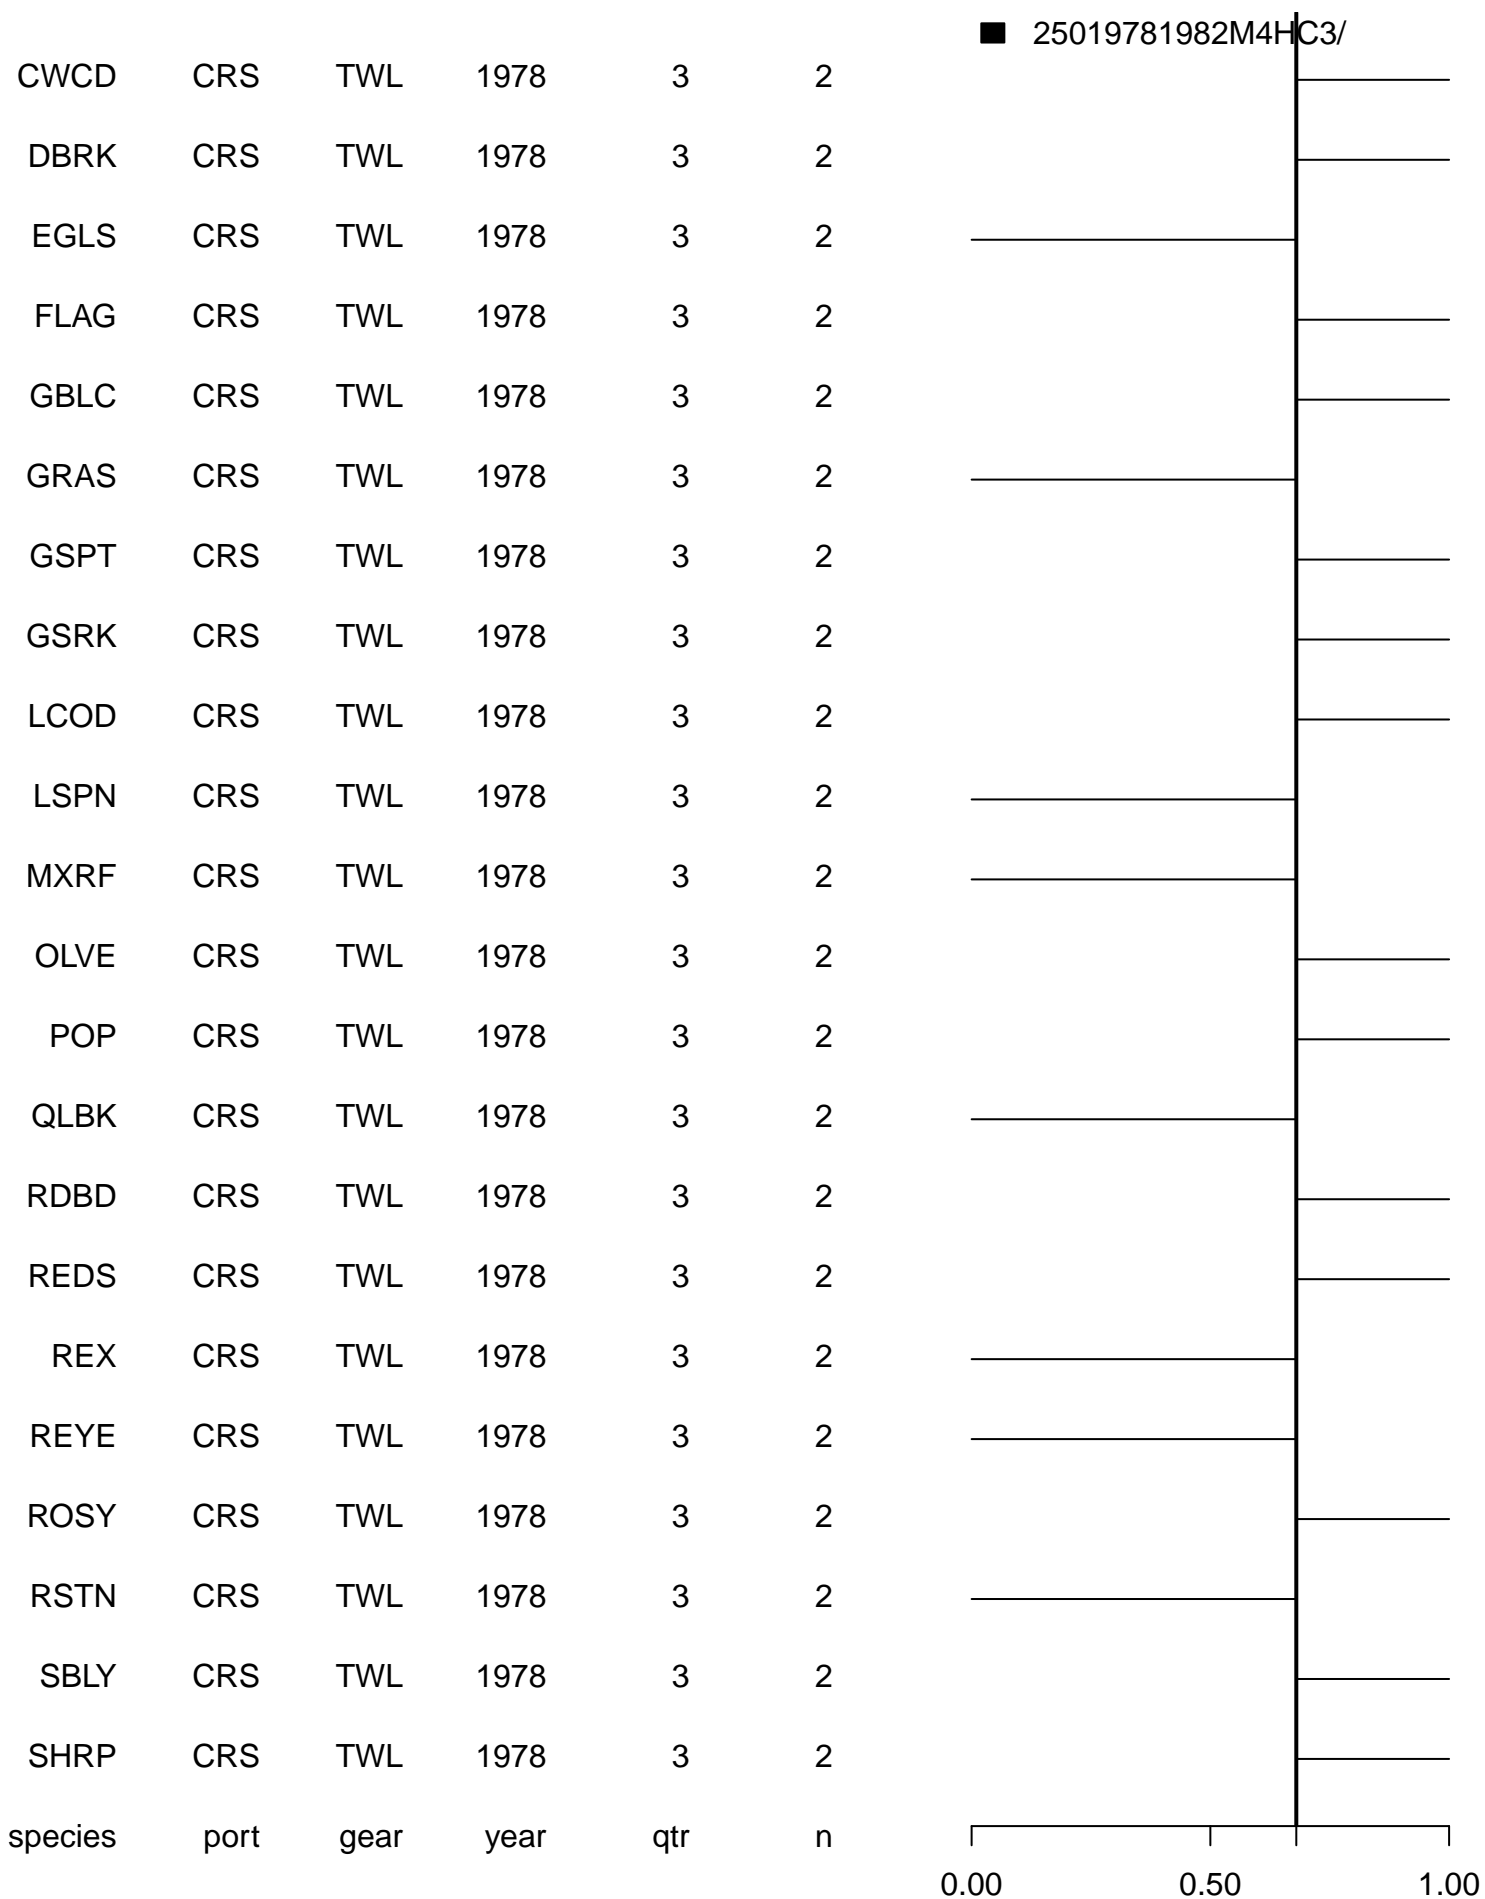 25019781982M4HC3/
CWCD CRS TWL 1978 3 2
DBRK CRS TWL 1978 3 2
EGLS CRS TWL 1978 3 2
FLAG CRS TWL 1978 3 2
GBLC CRS TWL 1978 3 2
GRAS CRS TWL 1978 3 2
GSPT CRS TWL 1978 3 2
GSRK CRS TWL 1978 3 2
LCOD CRS TWL 1978 3 2
LSPN CRS TWL 1978 3 2
MXRF CRS TWL 1978 3 2
OLVE CRS TWL 1978 3 2
POP CRS TWL 1978 3 2
QLBK CRS TWL 1978 3 2
RDBD CRS TWL 1978 3 2
REDS CRS TWL 1978 3 2
REX CRS TWL 1978 3 2
REYE CRS TWL 1978 3 2
ROSY CRS TWL 1978 3 2
RSTN CRS TWL 1978 3 2
SBLY CRS TWL 1978 3 2
SHRP CRS TWL 1978 3 2
species port gear year qtr n
0.00 0.50 1.00